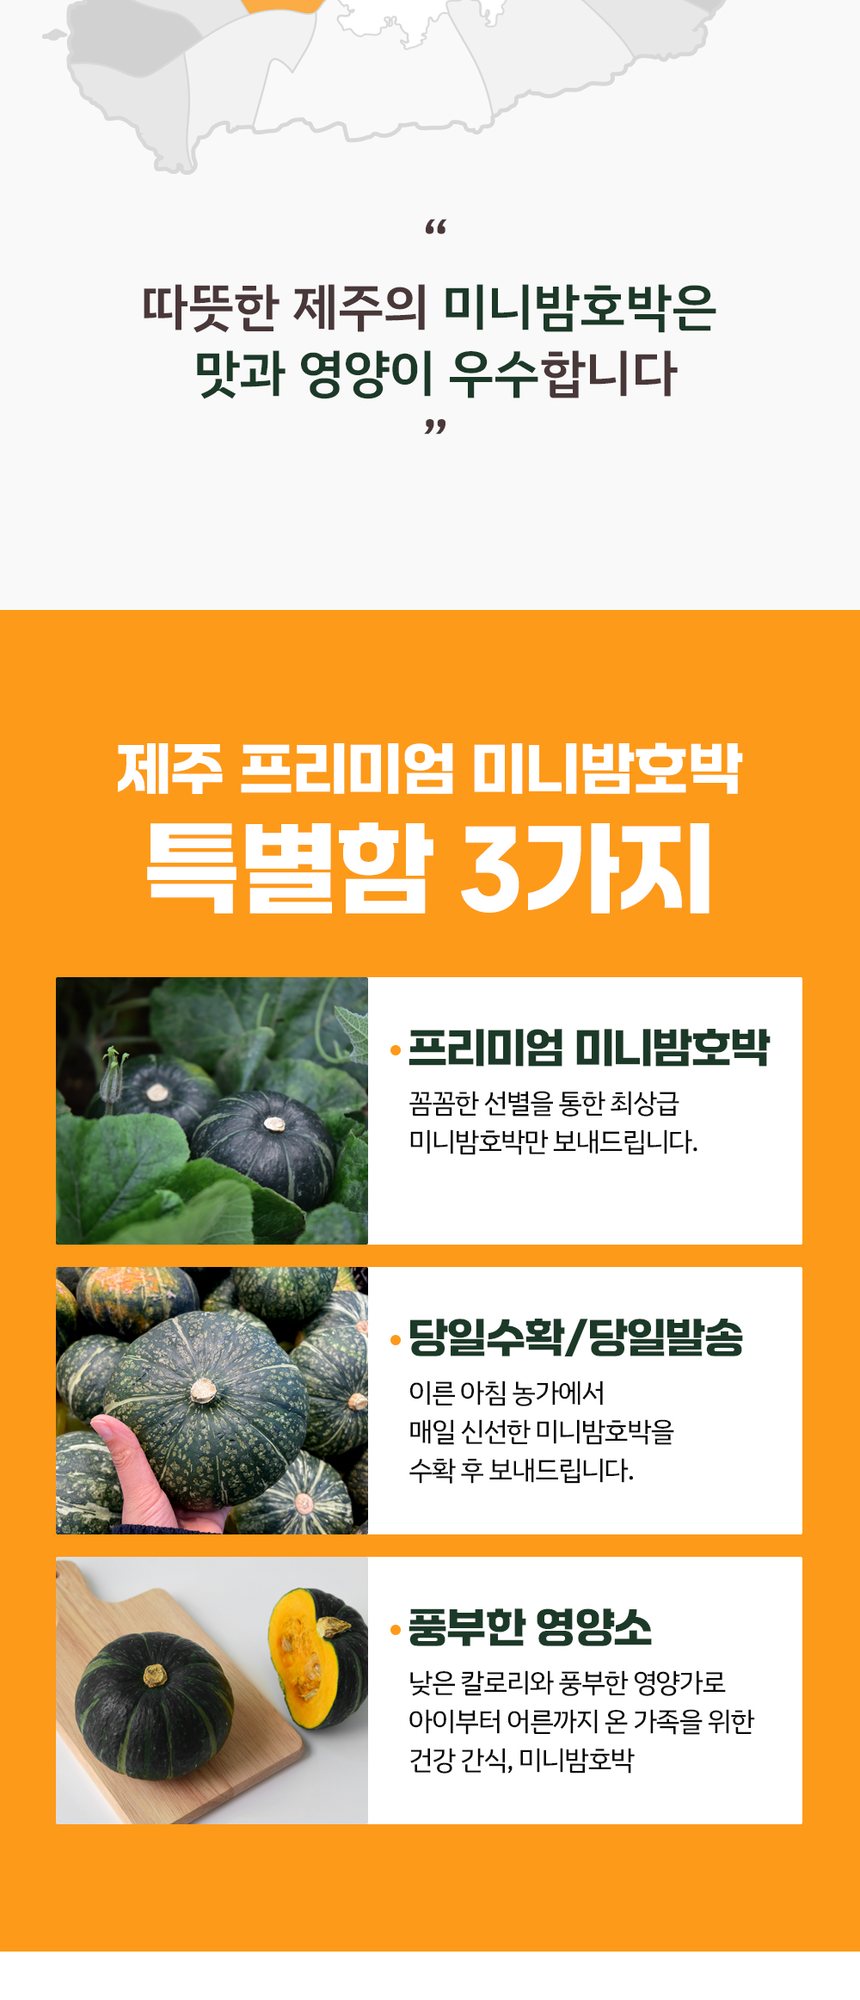 “
따뜻한 제주의 미니밤호박은
맛과 영양이 우수합니다
”
제주 프리미엄 미니밤호박
특별함 3가지
• 프리미엄 미니밤호박
꼼꼼한 선별을 통한 최상급
미니밤호박만 보내드립니다.
• 당일수확/당일발송
이른 아침 농가에서
매일 신선한 미니밤호박을
수확 후 보내드립니다.
• 풍부한 영양소
낮은 칼로리와 풍부한 영양가로
아이부터 어른까지 온 가족을 위한
건강 간식, 미니밤호박